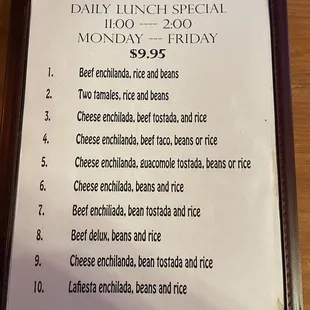 DAILY LUNCH SPECIAL
11:00 ---- 2:00
MONDAY --- FRIDAY
$9.95
1. Beef enchilanda, rice and beans
2. Two tamales, rice and beans
3. Cheese enchilada, beef tostada, and rice
4. Cheese enchilanda, beef taco, beans or rice
5. Cheese enchilanda, guacomole tostada, beans or rice
6. Cheese enchilada, beans and rice
7. Beef enchiliada, bean tostada and rice
8. Beef delux, beans and rice
9. Cheese enchilanda, bean tostada and rice
10. Lafiesta enchilada, beans and rice